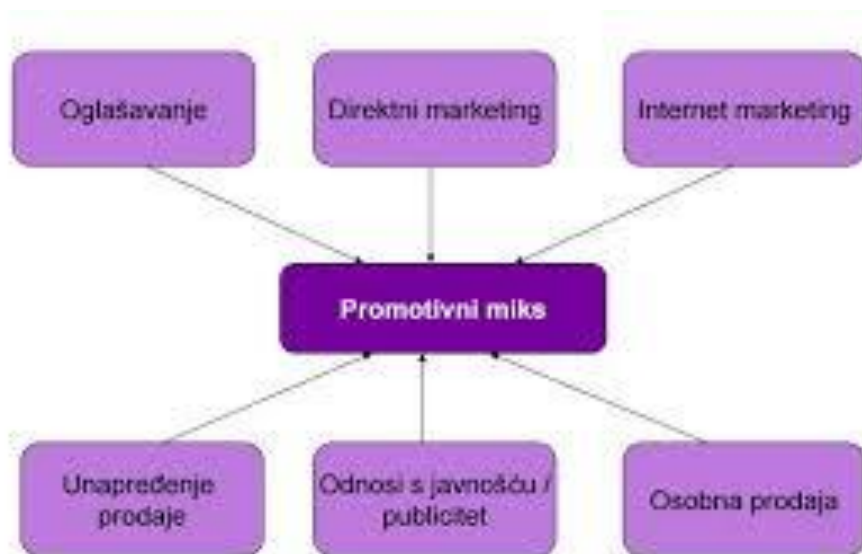 Oglašavanje
Direktni marketing
Internet marketing
Promotivni miks
Unapređenje
prodaje
Odnosi s javnošću /
publicitet
Osobna prodaja